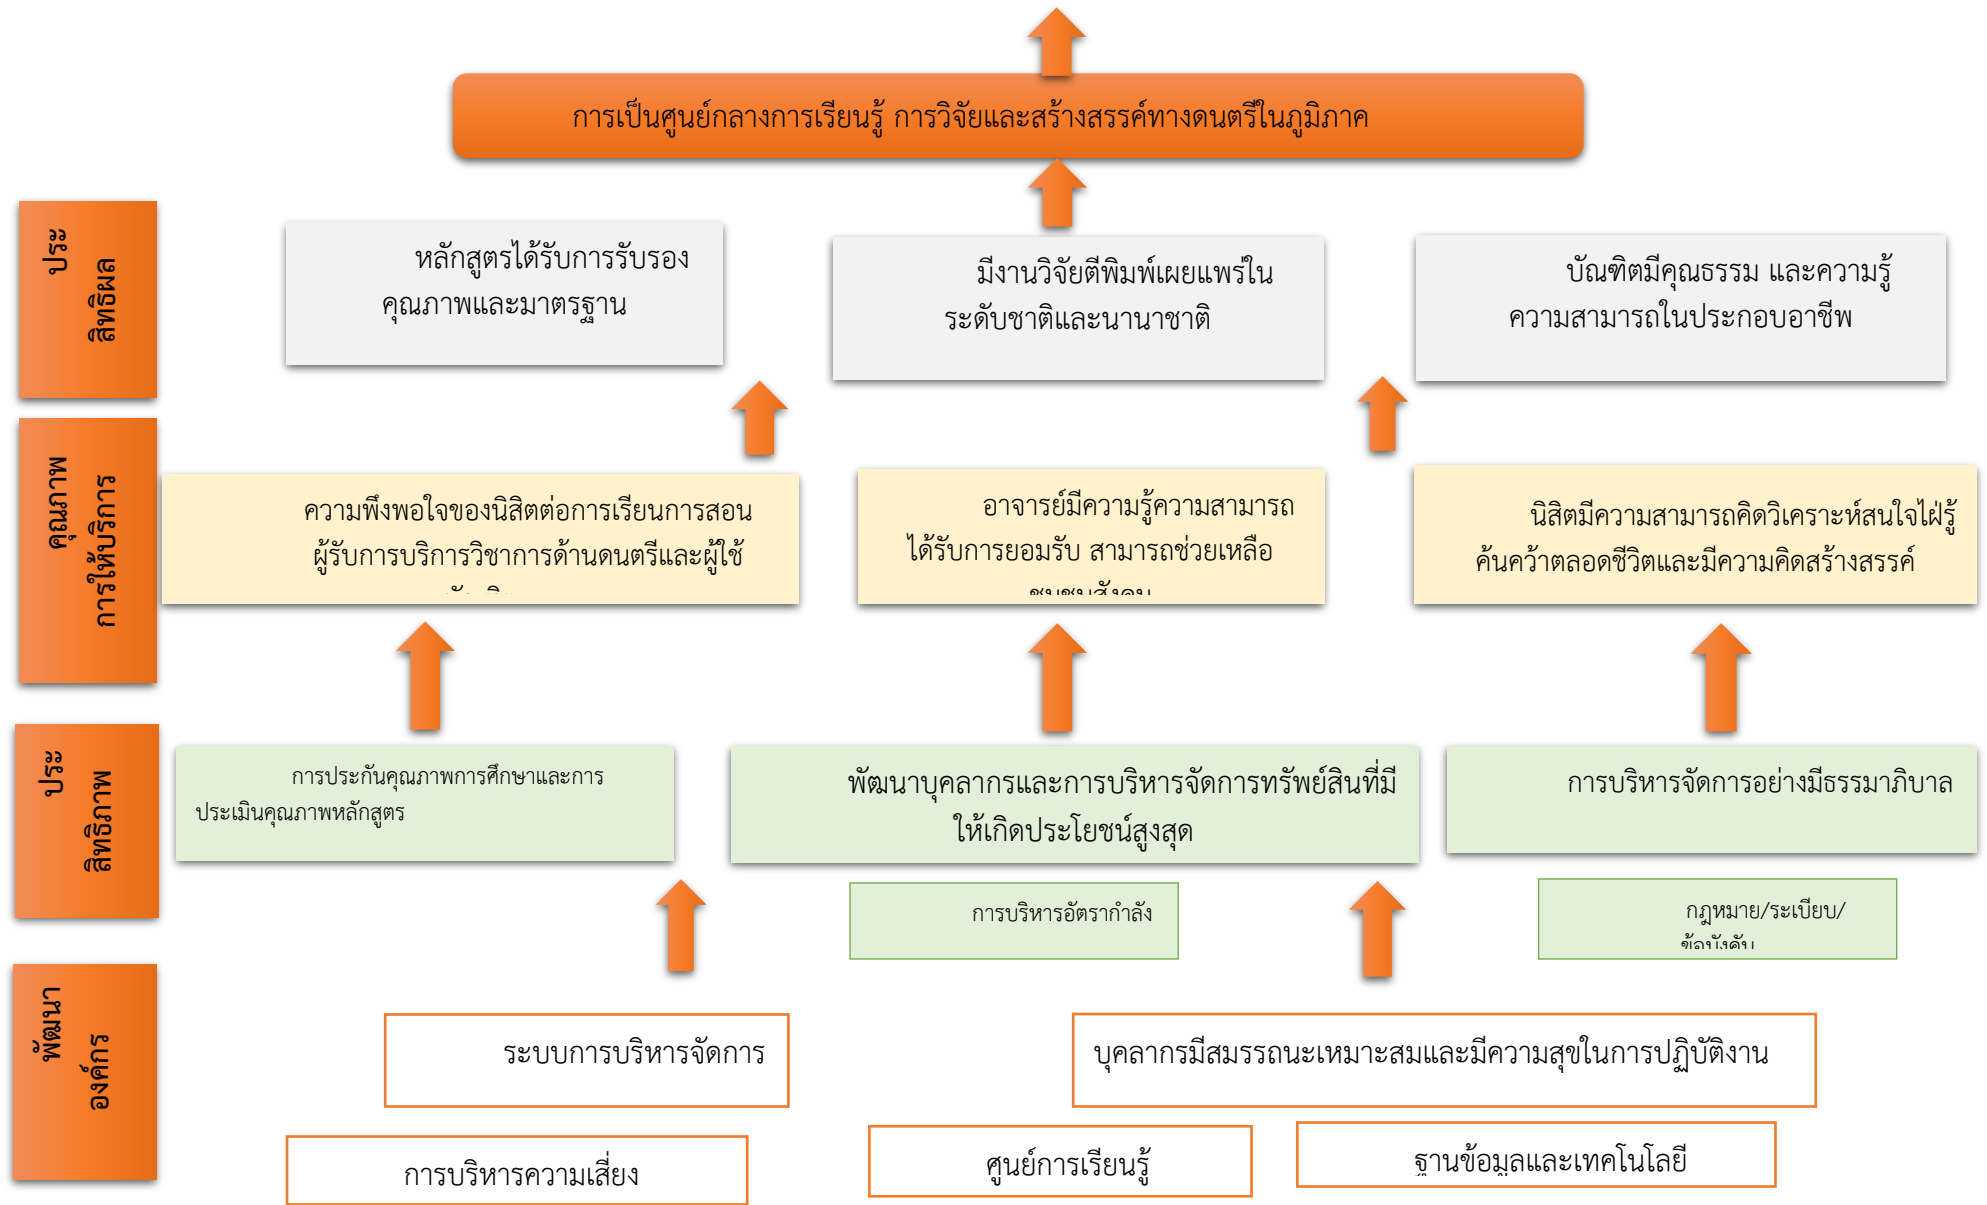 การเป็นศูนย์กลางการเรียนรู้ การวิจัยและสร้างสรรค์ทางดนตรีในภูมิภาค
ประ
สิทธิผล
หลักสูตรได้รับการรับรอง
คุณภาพและมาตรฐาน
มีงานวิจัยตีพิมพ์เผยแพร่ใน
ระดับชาติและนานาชาติ
บัณฑิตมีคุณธรรม และความรู้
ความสามารถในประกอบอาชีพ
คุณภาพ
การให้บริการ
ความพึงพอใจของนิสิตต่อการเรียนการสอน
ผู้รับการบริการวิชาการด้านดนตรีและผู้ใช้
อาจารย์มีความรู้ความสามารถ
ได้รับการยอมรับ สามารถช่วยเหลือ
ชุมชนสังคม
นิสิตมีความสามารถคิดวิเคราะห์สนใจไฝ่รู้
ค้นคว้าตลอดชีวิตและมีความคิดสร้างสรรค์
ประ
สิทธิภาพ
การประกันคุณภาพการศึกษาและการ
ประเมินคุณภาพหลักสูตร
พัฒนาบุคลากรและการบริหารจัดการทรัพย์สินที่มี
ให้เกิดประโยชน์สูงสุด
การบริหารจัดการอย่างมีธรรมาภิบาล
การบริหารอัตรากำลัง
กฎหมาย/ระเบียบ/
ข้อบังคับ
พัฒนา
องค์กร
ระบบการบริหารจัดการ
บุคลากรมีสมรรถนะเหมาะสมและมีความสุขในการปฏิบัติงาน
การบริหารความเสี่ยง
ศูนย์การเรียนรู้
ฐานข้อมูลและเทคโนโลยี